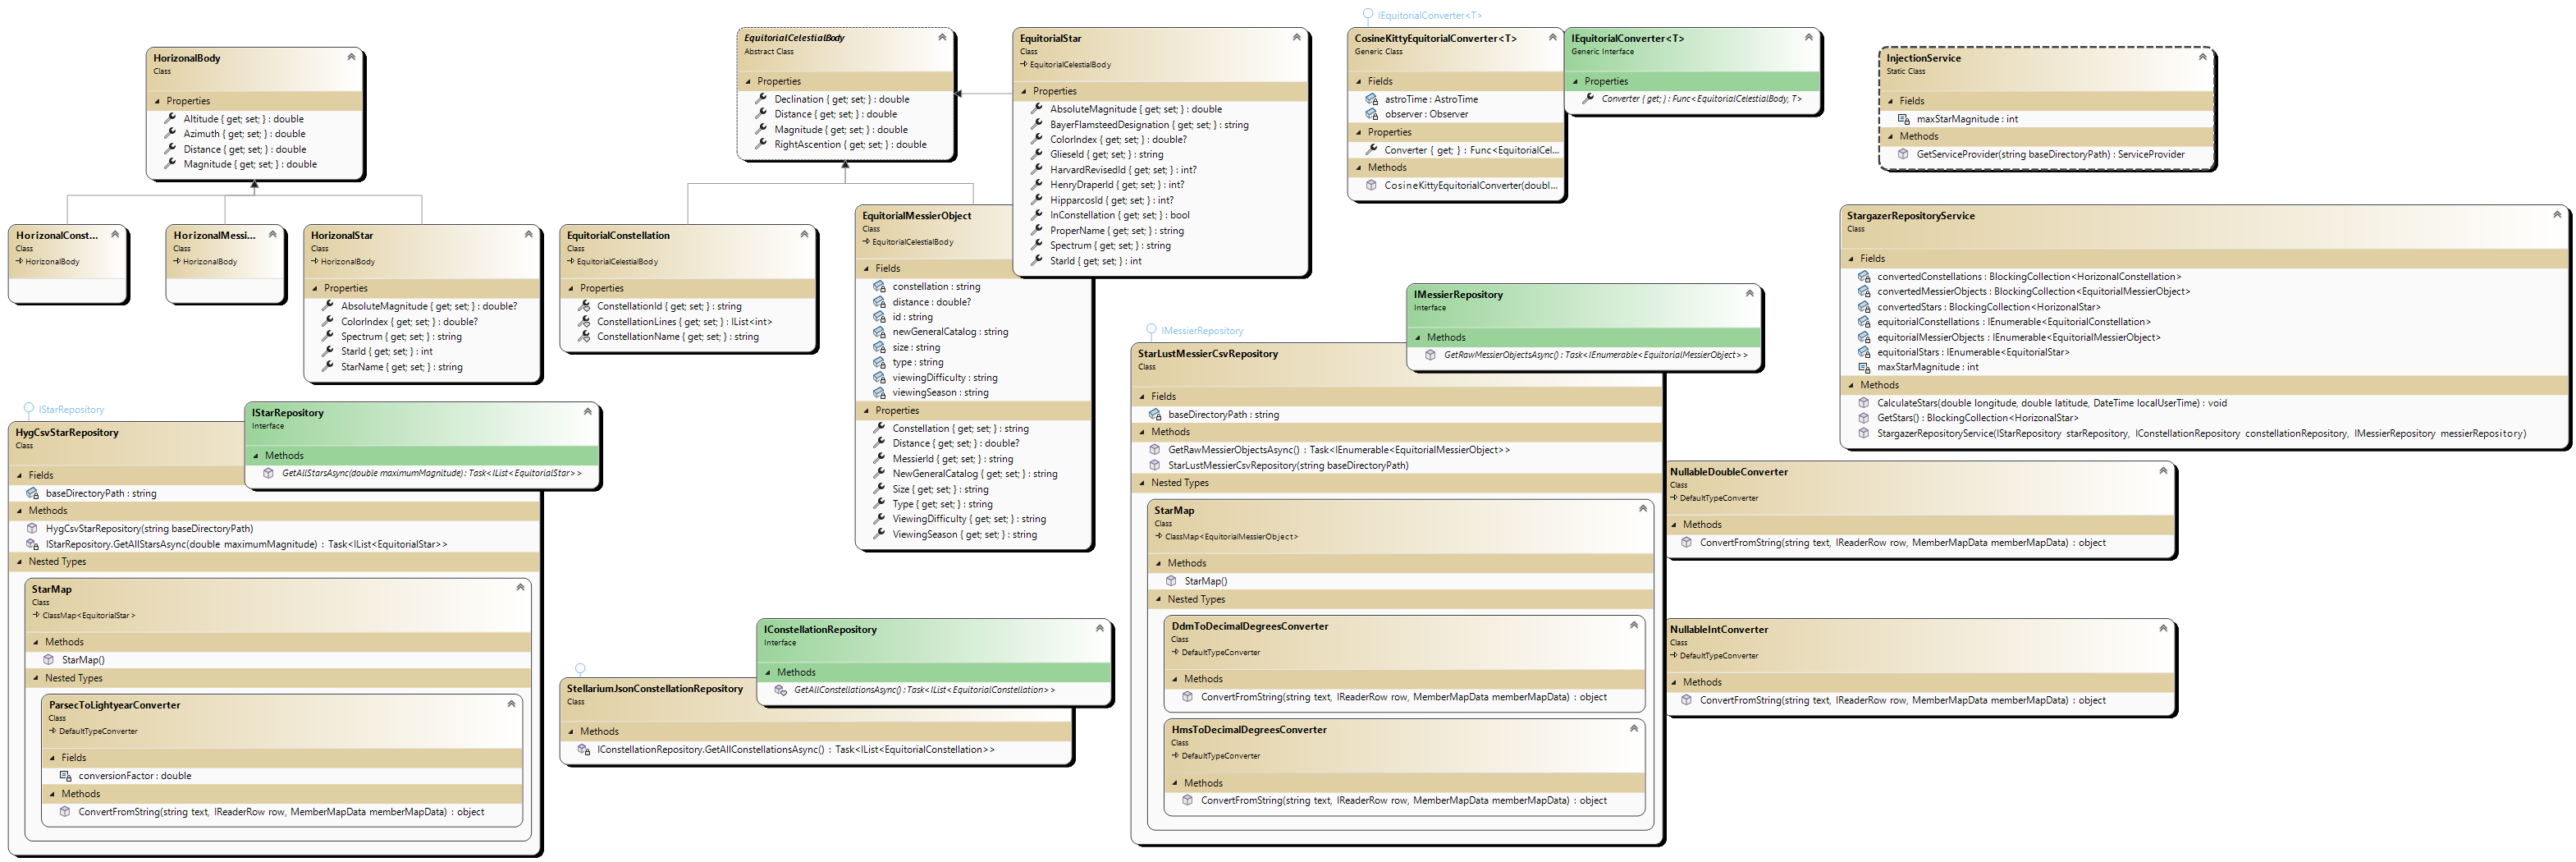 HorizonalBody
Class
Properties
Altitude { get; set; } : double
Azimuth { get; set; } : double
Distance { get; set; } : double
Magnitude { get; set; } : double
HorizonalConst...
Class
HorizonalBody
HorizonalMessi...
Class
HorizonalBody
HorizonalStar
Class
HorizonalBody
Properties
AbsoluteMagnitude { get; set; } : double?
ColorIndex { get; set; } : double?
Spectrum { get; set; } : string
StarId { get; set; } : int
StarName { get; set; } : string
EquitorialCelestialBody
Abstract Class
Properties
Declination { get; set; } : double
Distance { get; set; } : double
Magnitude { get; set; } : double
RightAscention { get; set; } : double
EquitorialConstellation
Class
EquitorialCelestialBody
Properties
ConstellationId { get; set; } : string
ConstellationLines { get; set; } : IList<int>
ConstellationName { get; set; } : string
EquitorialMessierObject
Class
EquitorialCelestialBody
Fields
constellation : string
distance : double?
id : string
newGeneralCatalog : string
size : string
type : string
viewingDifficulty : string
viewingSeason : string
Properties
Constellation { get; set; } : string
Distance { get; set; } : double?
MessierId { get; set; } : string
NewGeneralCatalog { get; set; } : string
Size { get; set; } : string
Type { get; set; } : string
ViewingDifficulty { get; set; } : string
ViewingSeason { get; set; } : string
EquitorialStar
Class
EquitorialCelestialBody
Properties
AbsoluteMagnitude { get; set; } : double
BayerFlamsteedDesignation { get; set; } : string
ColorIndex { get; set; } : double?
GlieseId { get; set; } : string
HarvardRevisedId { get; set; } : int?
HenryDraperId { get; set; } : int?
HipparcosId { get; set; } : int?
InConstellation { get; set; } : bool
ProperName { get; set; } : string
Spectrum { get; set; } : string
StarId { get; set; } : int
IEquitorialConverter<T>
CosineKittyEquitorialConverter<T>
Generic Class
Fields
astroTime : AstroTime
observer : Observer
Properties
Converter { get; } : Func<EquitorialCel...
Methods
CosineKittyEquitorialConverter(doubl...
IEquitorialConverter<T>
Generic Interface
Properties
Converter { get; } : Func<EquitorialCelestialBody, T>
InjectionService
Static Class
Fields
maxStarMagnitude : int
Methods
GetServiceProvider(string baseDirectoryPath) : ServiceProvider
StargazerRepositoryService
Class
Fields
convertedConstellations : BlockingCollection<HorizonalConstellation>
convertedMessierObjects : BlockingCollection<EquitorialMessierObject>
convertedStars : BlockingCollection<HorizonalStar>
equitorialConstellations : IEnumerable<EquitorialConstellation>
equitorialMessierObjects : IEnumerable<EquitorialMessierObject>
equitorialStars : IEnumerable<EquitorialStar>
maxStarMagnitude : int
Methods
CalculateStars(double longitude, double latitude, DateTime localUserTime) : void
GetStars() : BlockingCollection<HorizonalStar>
StargazerRepositoryService(IStarRepository starRepository, IConstellationRepository constellationRepository, IMessierRepository messierRepository)
IStarRepository
HygCsvStarRepository
Class
Fields
baseDirectoryPath : string
Methods
HygCsvStarRepository(string baseDirectoryPath)
IStarRepository.GetAllStarsAsync(double maximumMagnitude) : Task<IList<EquitorialStar>>
Nested Types
StarMap
Class
ClassMap<EquitorialStar>
Methods
StarMap()
Nested Types
ParsecToLightyearConverter
Class
DefaultTypeConverter
Fields
conversionFactor : double
Methods
ConvertFromString(string text, IReaderRow row, MemberMapData memberMapData) : object
IStarRepository
Interface
Methods
GetAllStarsAsync(double maximumMagnitude) : Task<IList<EquitorialStar>>
StellariumJsonConstellationRepository
Class
Methods
IConstellationRepository.GetAllConstellationsAsync() : Task<IList<EquitorialConstellation>>
IConstellationRepository
Interface
Methods
GetAllConstellationsAsync() : Task<IList<EquitorialConstellation>>
IMessierRepository
StarLustMessierCsvRepository
Class
Fields
baseDirectoryPath : string
Methods
GetRawMessierObjectsAsync() : Task<IEnumerable<EquitorialMessierObject>>
StarLustMessierCsvRepository(string baseDirectoryPath)
Nested Types
StarMap
Class
ClassMap<EquitorialMessierObject>
Methods
StarMap()
Nested Types
DdmToDecimalDegreesConverter
Class
DefaultTypeConverter
Methods
ConvertFromString(string text, IReaderRow row, MemberMapData memberMapData) : object
HmsToDecimalDegreesConverter
Class
DefaultTypeConverter
Methods
ConvertFromString(string text, IReaderRow row, MemberMapData memberMapData) : object
IMessierRepository
Interface
Methods
GetRawMessierObjectsAsync() : Task<IEnumerable<EquitorialMessierObject>>
NullableDoubleConverter
Class
DefaultTypeConverter
Methods
ConvertFromString(string text, IReaderRow row, MemberMapData memberMapData) : object
NullableIntConverter
Class
DefaultTypeConverter
Methods
ConvertFromString(string text, IReaderRow row, MemberMapData memberMapData) : object